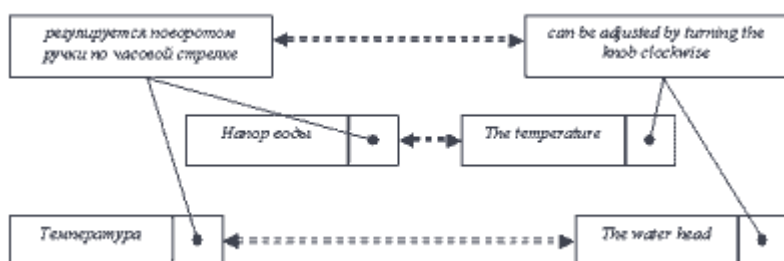 регулируется поворотом
ручки по часовой стрелке
can be adjusted by turning the
knob clockwise
Напор воды
The temperature
Температура
The water head